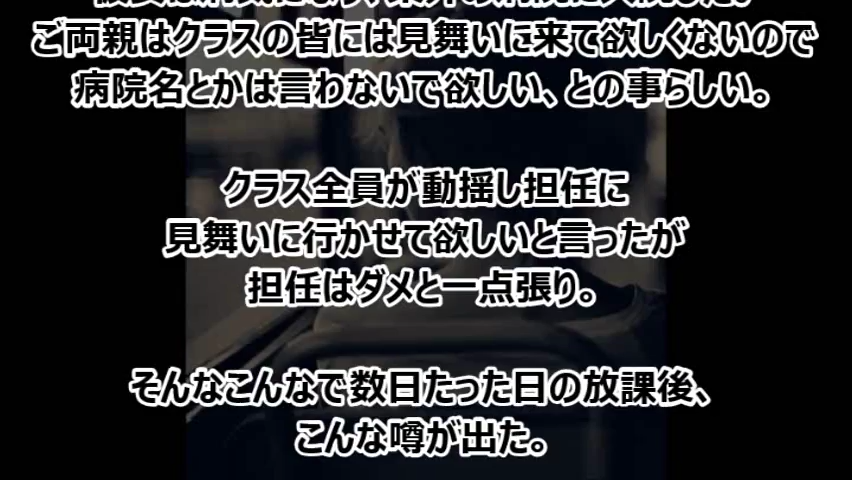 ご両親はクラスの皆には見舞いに来て欲しくないので
病院名とかは言わないで欲しい、との事らしい。
クラス全員が動揺し担任に
見舞いに行かせて欲しいと言ったが
担任はダメと一点張り。
そんなこんなで数日たった日の放課後、
こんな噂が出た。